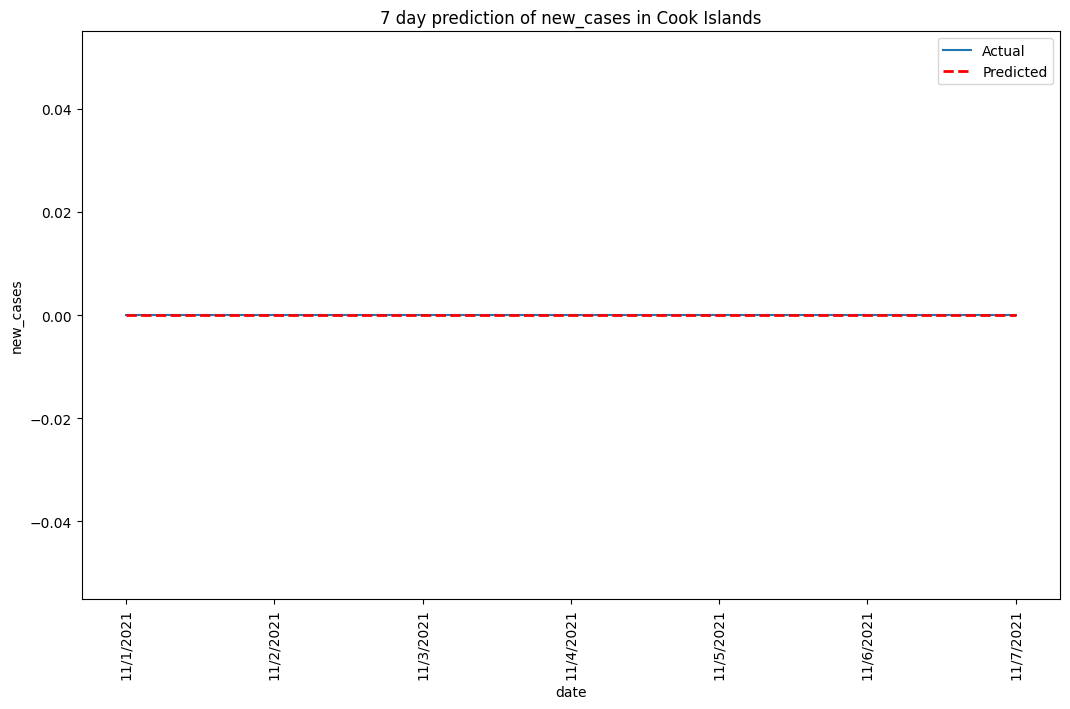 7 day prediction of new_cases in Cook Islands
Actual
Predicted
0.04
0.02
0.00
−0.02
−0.04
new_cases
11/1/2021
11/2/2021
11/3/2021
11/4/2021
11/5/2021
11/6/2021
11/7/2021
date